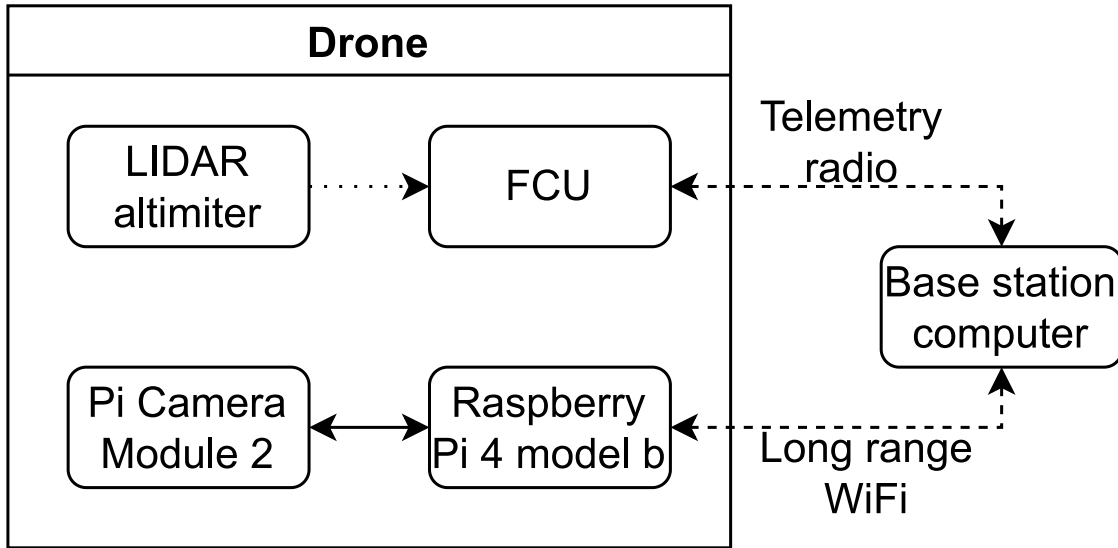 Drone
LIDAR
altimiter
FCU
Telemetry
radio
Base station
computer
Pi Camera
Module 2
Raspberry
Pi 4 model b
Long range
WiFi